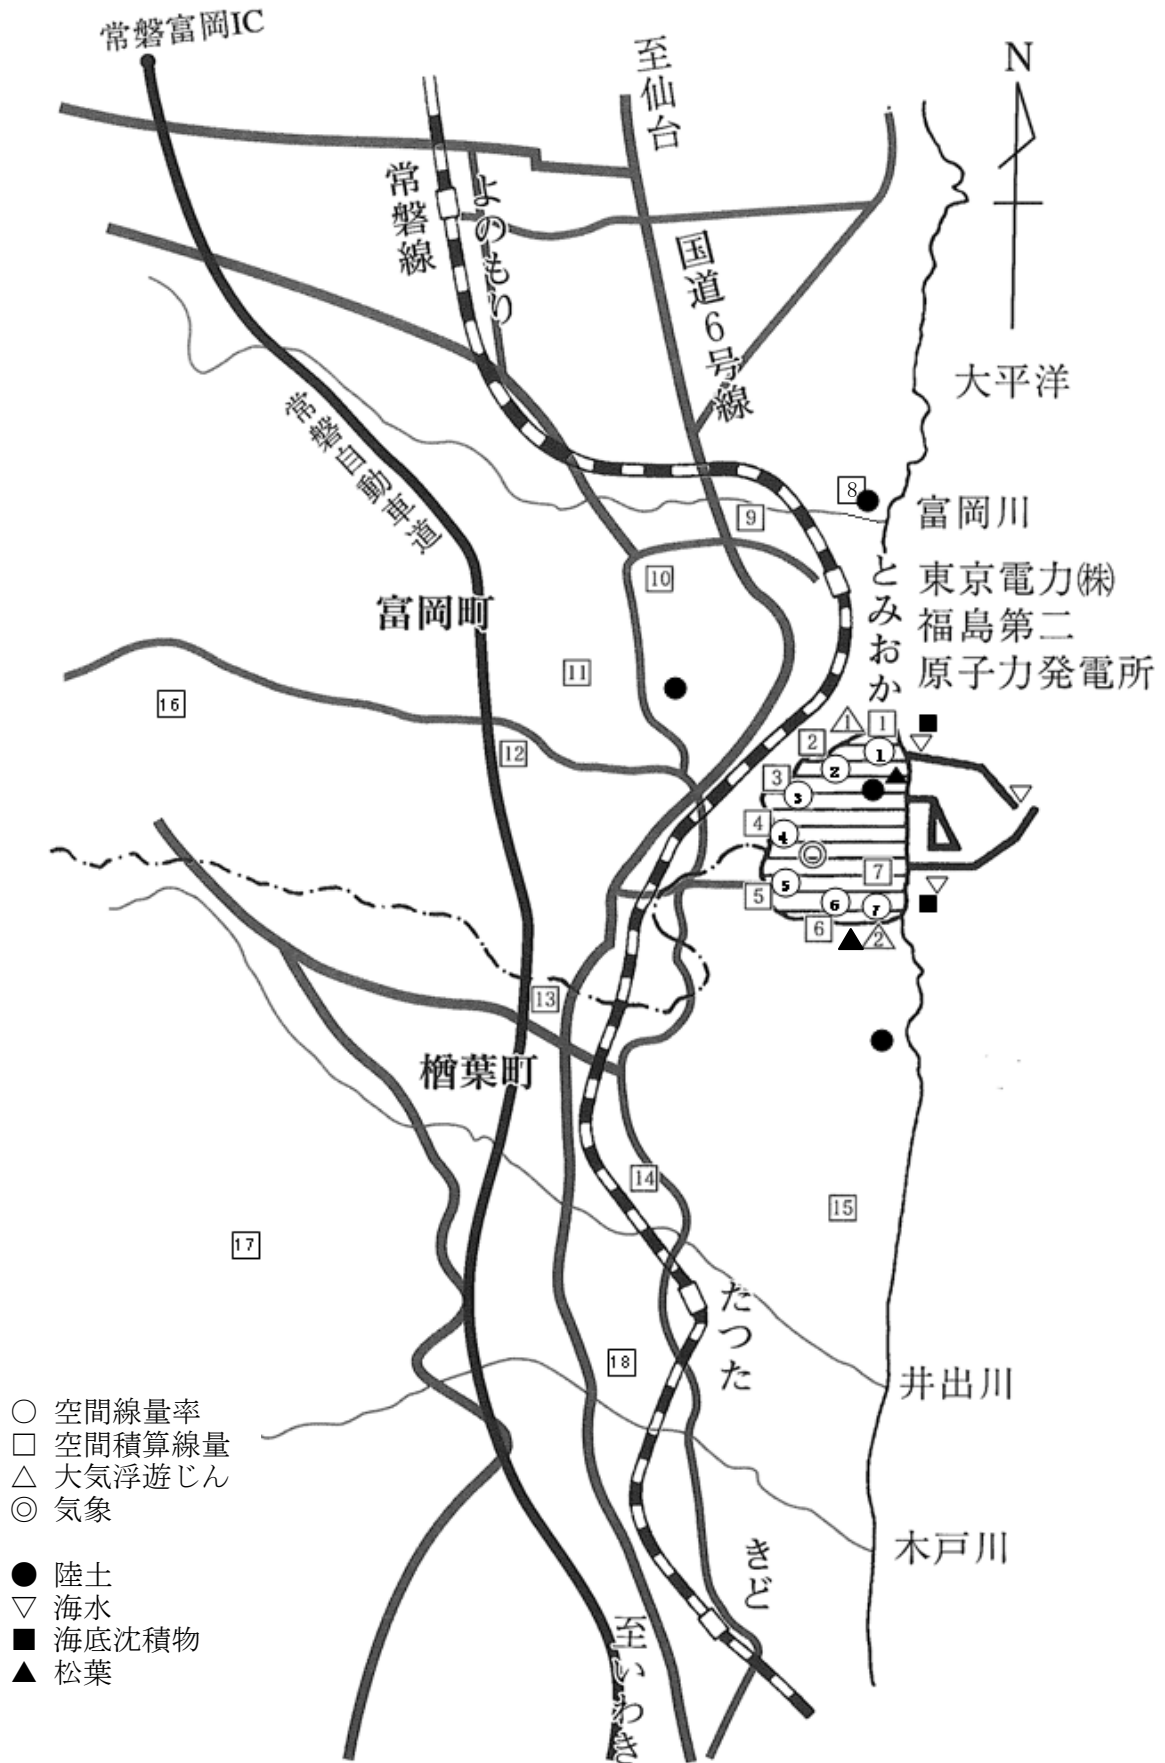 常磐富岡IC
至仙台
N
常磐線
よのもり
国道6号線
大平洋
常磐自動車道
8
富岡川
9
とみおか
東京電力㈱
福島第二
原子力発電所
10
富岡町
11
16
12
1
1
2
1
2
3
3
4
4
7
5
5
6
7
6
2
13
楢葉町
14
15
17
たつた
18
井出川
○ 空間線量率
□ 空間積算線量
△ 大気浮遊じん
◎ 気象
● 陸土
▽ 海水
■ 海底沈積物
▲ 松葉
木戸川
きど
至いわき